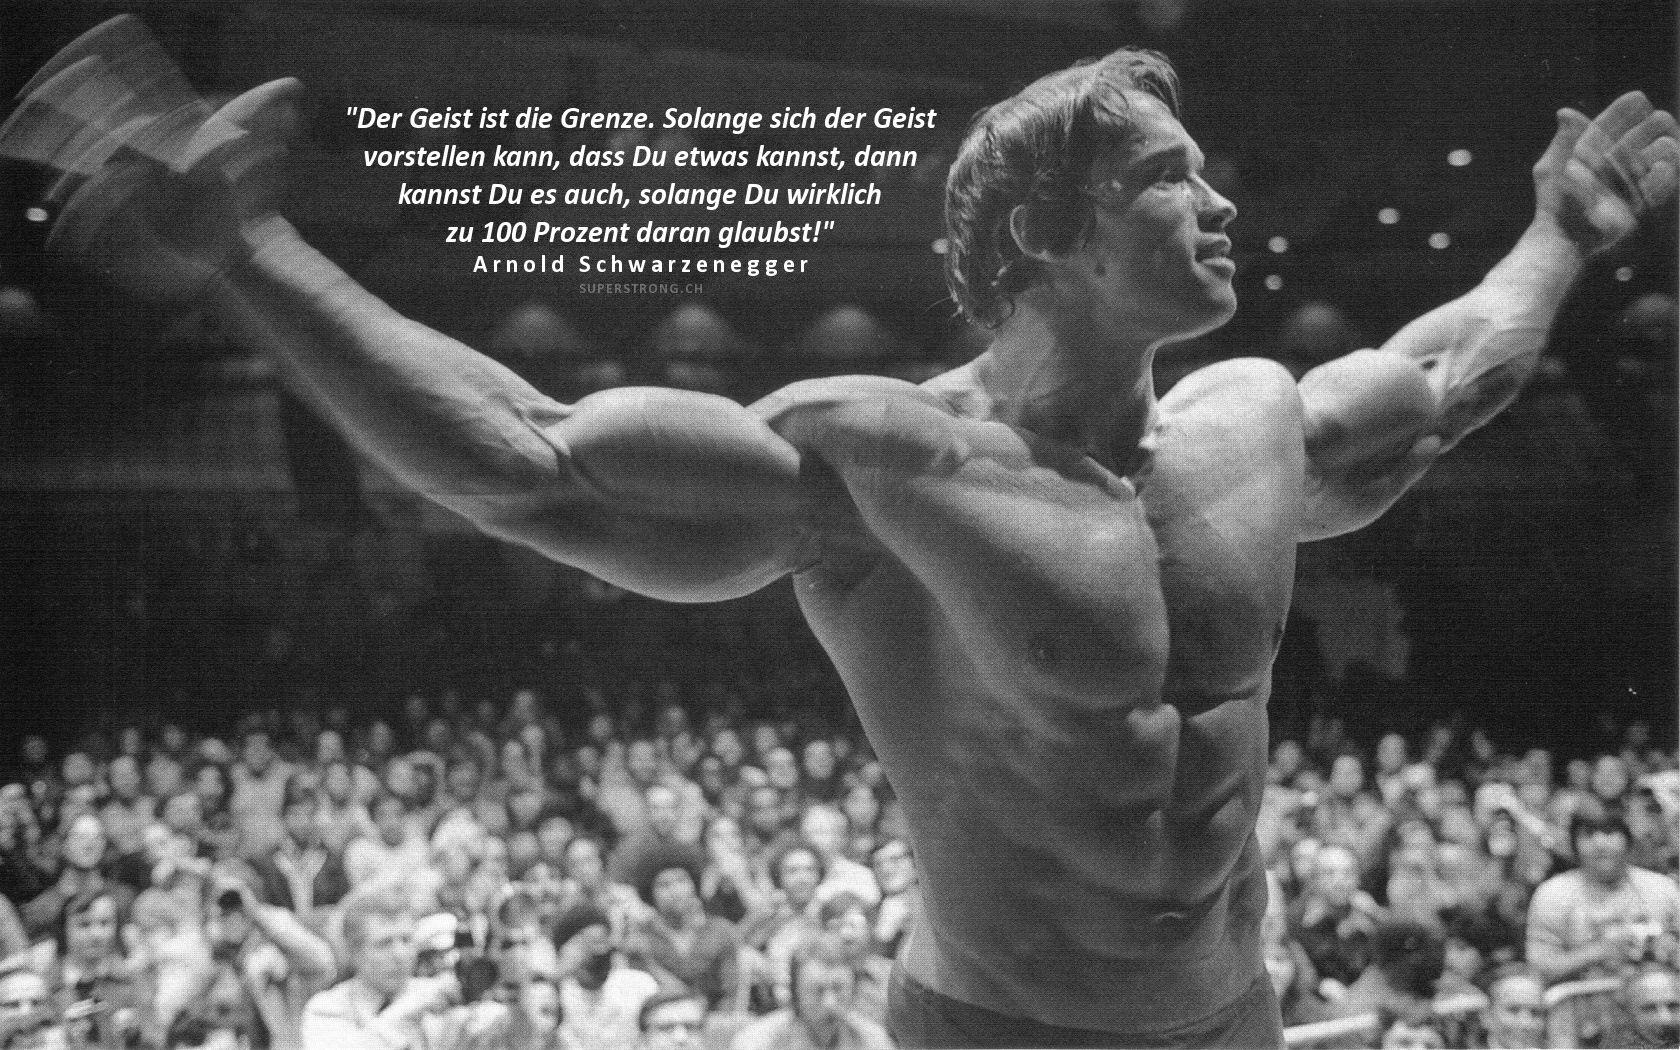 "Der Geist ist die Grenze. Solange sich der Geist
vorstellen kann, dass Du etwas kannst, dann
kannst Du es auch, solange Du wirklich
zu 100 Prozent daran glaubst!"
Arnold Schwarzenegger
SUPERSTRONG.CH